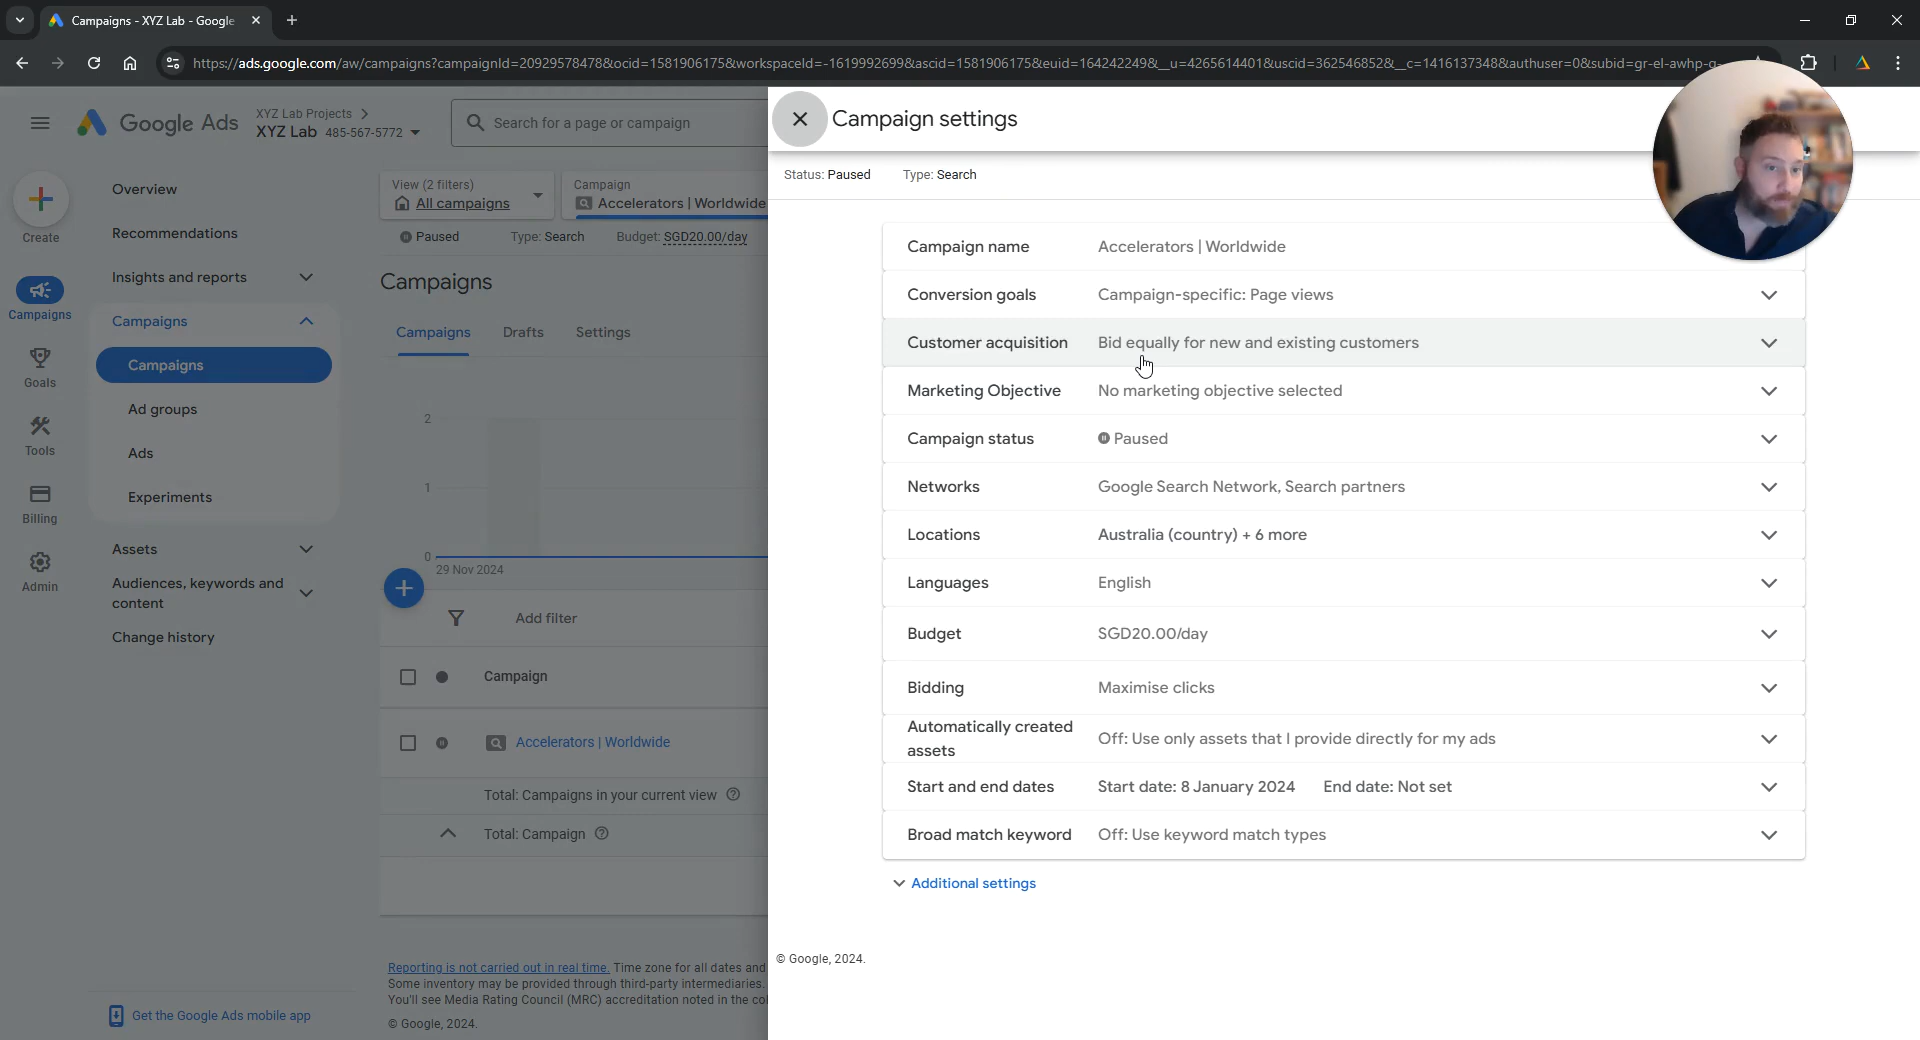 Campaigns - XYZ Lab - Google
https://ads.google.com/aw/campaigns?campaignId=20929578478&ocid=1581906175&workspaceId=-1619992699&ascid=1581906175&euid=164242249&__u=4265614401&uscid=362546852&__c=1416137348&authuser=0&subid=gr-el-awhp-g-
Google Ads
XYZ Lab Projects
XYZ Lab 485-567-5772
Search for a page or campaign
Create
Campaigns
Goals
Tools
Billing
Admin
Overview
Recommendations
Insights and reports
Campaigns
Campaigns
Ad groups
Ads
Experiments
Assets
Audiences, keywords and
content
Change history
Get the Google Ads mobile app
View (2 filters)
All campaigns
Campaign
Accelerators | Worldwide
Paused Type: Search Budget: SGD20.00/day
Campaigns
Campaigns Drafts Settings
2
1
0
29 Nov 2024
Add filter
Campaign
Accelerators | Worldwide
Total: Campaigns in your current view
Total: Campaign
Reporting is not carried out in real time. Time zone for all dates and
Some inventory may be provided through third-party intermediaries.
You'll see Media Rating Council (MRC) accreditation noted in the
© Google, 2024.
Campaign settings
Status: Paused Type: Search
Campaign name Accelerators | Worldwide
Conversion goals Campaign-specific: Page views
Customer acquisition Bid equally for new and existing customers
Marketing Objective No marketing objective selected
Campaign status Paused
Networks Google Search Network, Search partners
Locations Australia (country) + 6 more
Languages English
Budget SGD20.00/day
Bidding Maximise clicks
Automatically created
assets Off: Use only assets that I provide directly for my ads
Start and end dates Start date: 8 January 2024 End date: Not set
Broad match keyword Off: Use keyword match types
Additional settings
© Google, 2024.